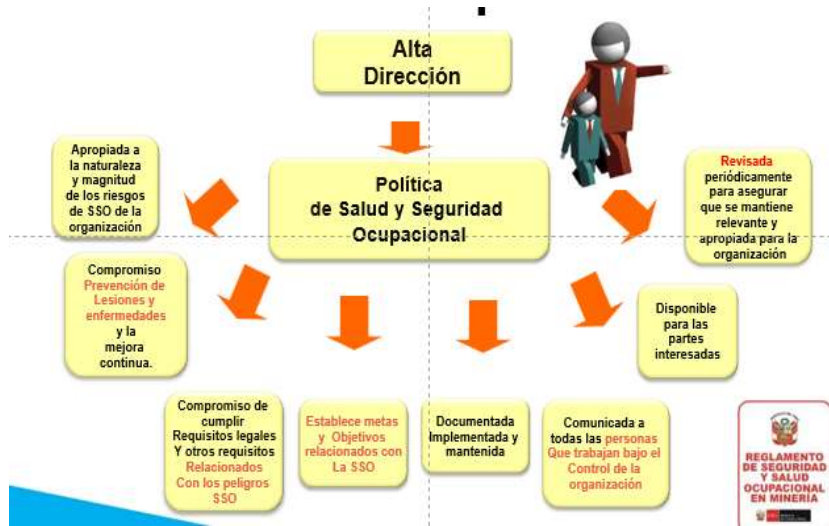 Alta
Dirección
Política
de Salud y Seguridad
Ocupacional
Apropiada a
la naturaleza
y magnitud
de los riesgos
de SSO de la
organización
Compromiso
Prevención de
Lesiones y
enfermedades
y la
mejora
continua.
Compromiso de
cumplir
Requisitos legales
Y otros requisitos
Relacionados
Con los peligros
SSO
Establece metas
y Objetivos
relacionados con
La SSO
Documentada
Implementada y
mantenida
Comunicada a
todas las personas
Que trabajan bajo el
Control de la
organización
Disponible
para las
partes
interesadas
Revisada
periódicamente
para asegurar
que se mantiene
relevante y
apropiada para la
organización
REGLAMENTO
DE SEGURIDAD
Y SALUD
OCUPACIONAL
EN MINERÍA